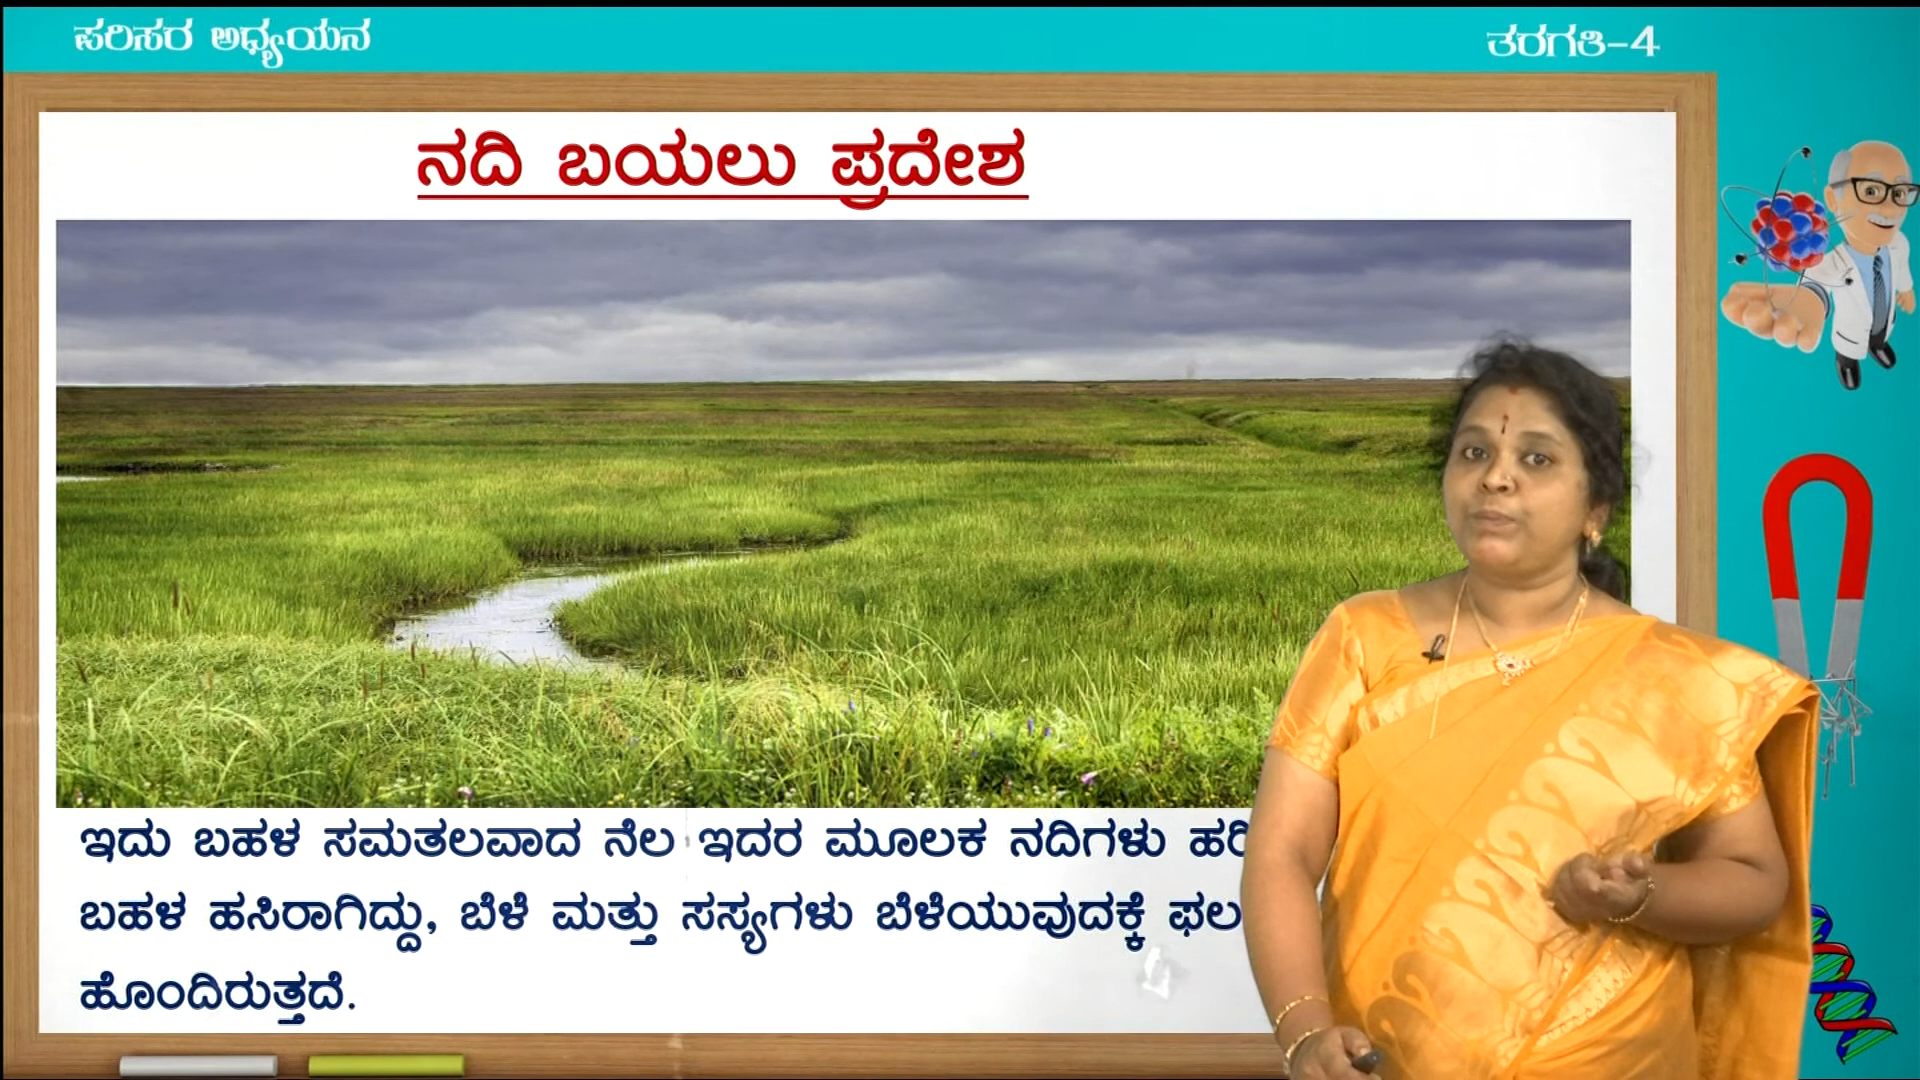 ಪರಿಸರ ಅಧ್ಯಯನ
ತರಗತಿ-4
ನದಿ ಬಯಲು ಪ್ರದೇಶ
ಇದು ಬಹಳ ಸಮತಲವಾದ ನೆಲ ಇದರ ಮೂಲಕ ನದಿಗಳು
ಬಹಳ ಹಸಿರಾಗಿದ್ದು, ಬೆಳೆ ಮತ್ತು ಸಸ್ಯಗಳು ಬೆಳೆಯುವುದಕ್ಕೆ
ಹೊಂದಿರುತ್ತದೆ.